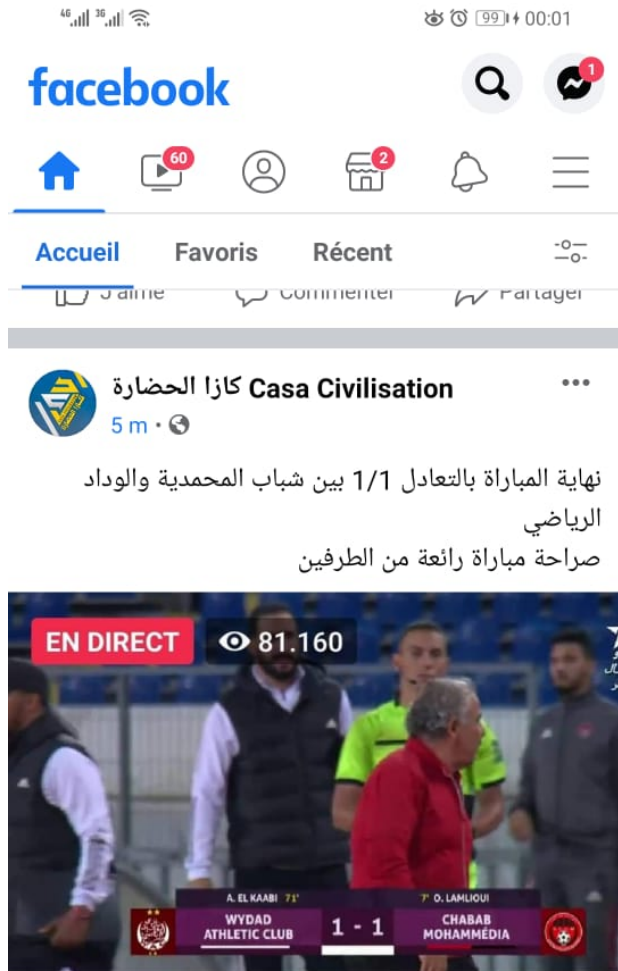 4G 3G 99 00:01
facebook
1
60
2
Accueil Favoris Récent
J'aime Commenter Partager
كازا الحضارة Casa Civilisation
5 m
نهاية المباراة بالتعادل 1/1 بين شباب المحمدية والوداد
الرياضي
صراحة مباراة رائعة من الطرفين
EN DIRECT 81.160
A. EL KAABI 71' 7' O. LAMLIOUI
WYDAD
ATHLETIC CLUB
1 - 1
CHABAB
MOHAMMÉDIA